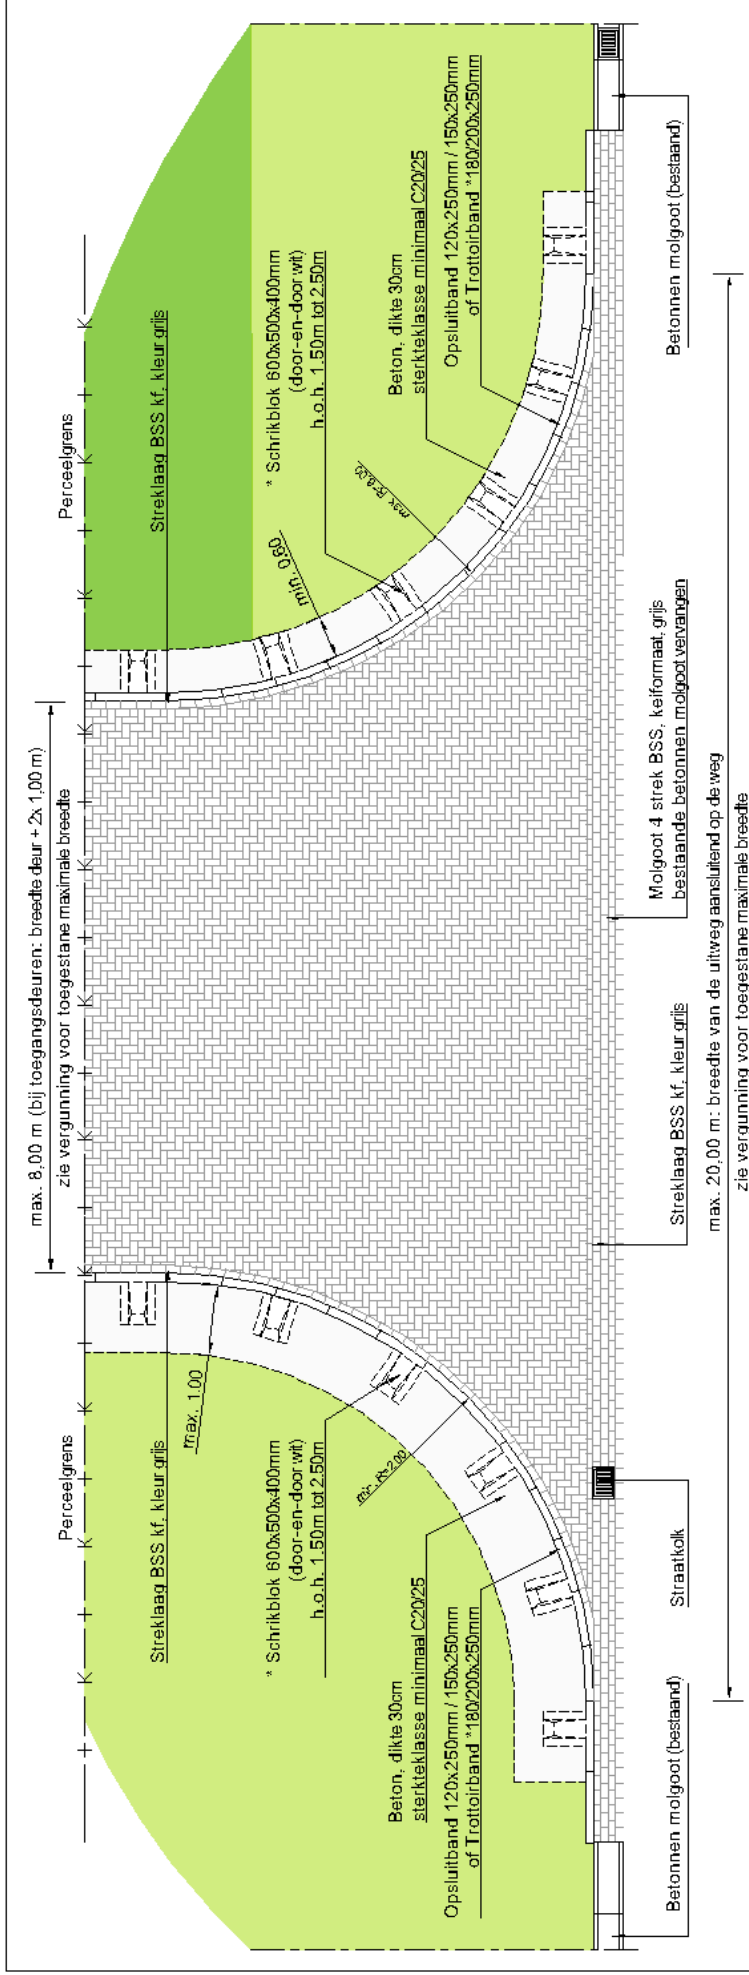 max. 8,00 m (bij toegangsdeuren: breedte deur + 2x 1,00 m)
zie vergunning voor toegestane maximale breedte
Perceelgrens
Perceelgrens
Streklaag BSS kf, kleur grijs
max. 1.00
* Schrikblok 600x500x400mm
(door-en-door wit)
h.o.h. 1.50m tot 2.50m
min. R=2.00
Beton, dikte 30cm
sterkteklasse minimaal C20/25
Opsluitband 120x250mm / 150x250mm
of Trottoirband *180/200x250mm
Streklaag BSS kf, kleur grijs
min. 0.60
* Schrikblok 600x500x400mm
(door-en-door wit)
h.o.h. 1.50m tot 2.50m
max. R=8.00
Beton, dikte 30cm
sterkteklasse minimaal C20/25
Opsluitband 120x250mm / 150x250mm
of Trottoirband *180/200x250mm
Betonnen molgoot (bestaand)
Straatkolk
Streklaag BSS kf, kleur grijs
Molgoot 4 strek BSS, keiformaat, grijs
bestaande betonnen molgoot vervangen
Betonnen molgoot (bestaand)
max. 20,00 m: breedte van de uitweg aansluitend op de weg
zie vergunning voor toegestane maximale breedte